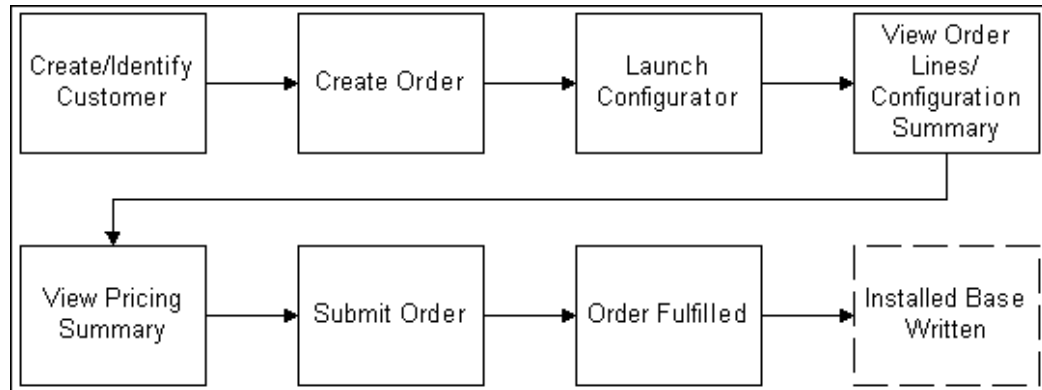 Create/Identify
Customer
Create Order
Launch
Configurator
View Order
Lines/
Configuration
Summary
View Pricing
Summary
Submit Order
Order Fulfilled
Installed Base
Written